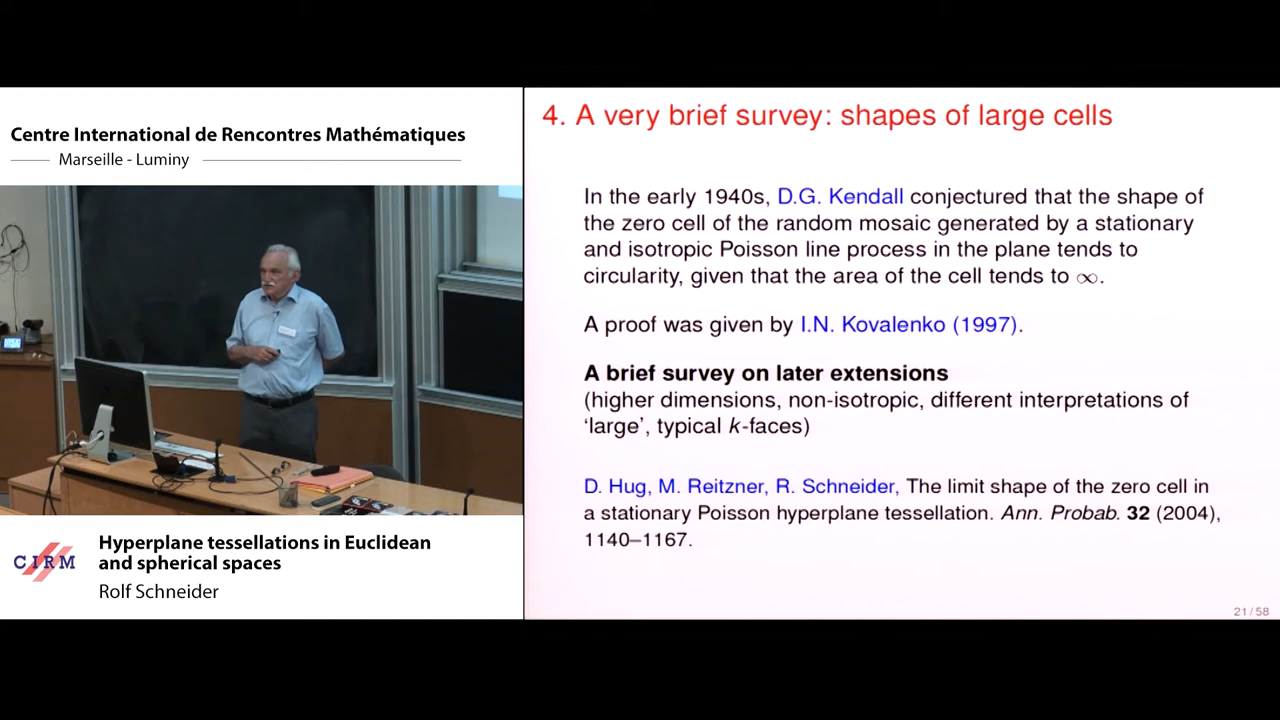 Centre International de Rencontres Mathématiques
Marseille - Luminy
CIRM
Hyperplane tessellations in Euclidean
and spherical spaces
Rolf Schneider
4. A very brief survey: shapes of large cells
In the early 1940s, D.G. Kendall conjectured that the shape of
the zero cell of the random mosaic generated by a stationary
and isotropic Poisson line process in the plane tends to
circularity, given that the area of the cell tends to ∞.
A proof was given by I.N. Kovalenko (1997).
A brief survey on later extensions
(higher dimensions, non-isotropic, different interpretations of
‘large’, typical k-faces)
D. Hug, M. Reitzner, R. Schneider, The limit shape of the zero cell in
a stationary Poisson hyperplane tessellation. Ann. Probab. 32 (2004),
1140–1167.
21 / 58